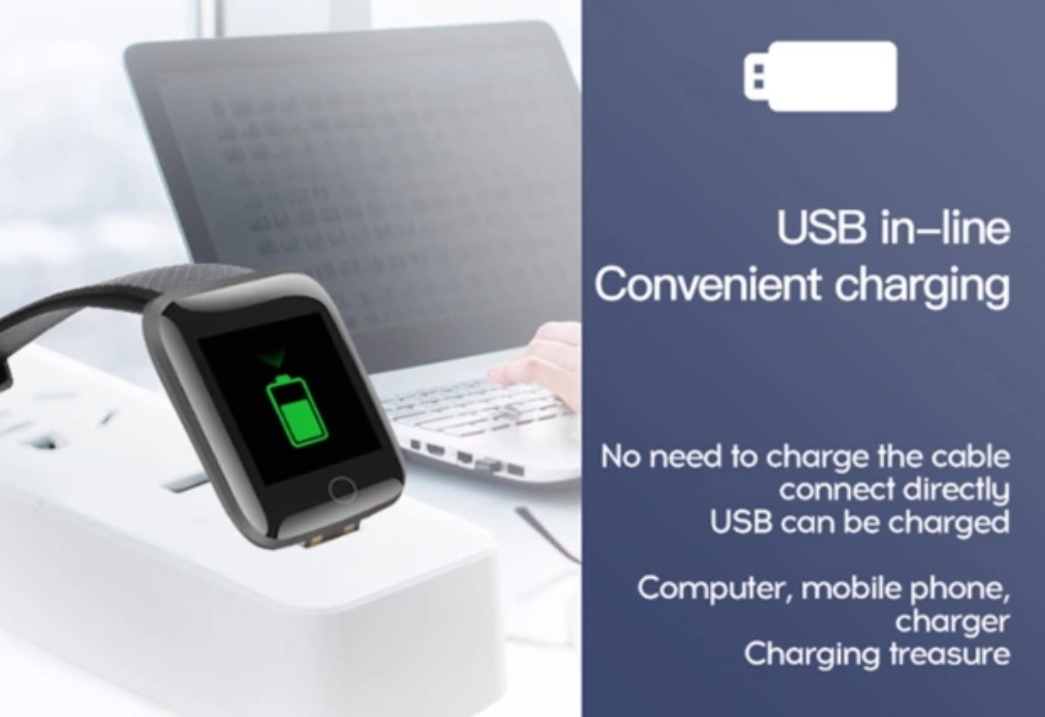 USB in–line
Convenient charging
No need to charge the cable
connect directly
USB can be charged
Computer, mobile phone,
charger
Charging treasure